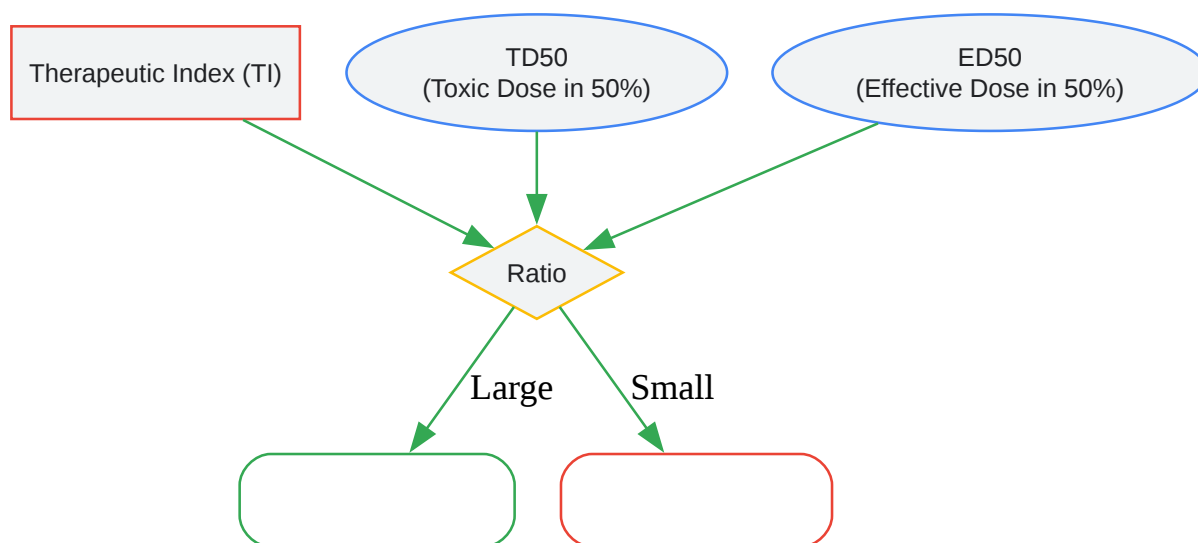 Therapeutic Index (TI)
TD50
(Toxic Dose in 50%)
ED50
(Effective Dose in 50%)
Ratio
Large
Small